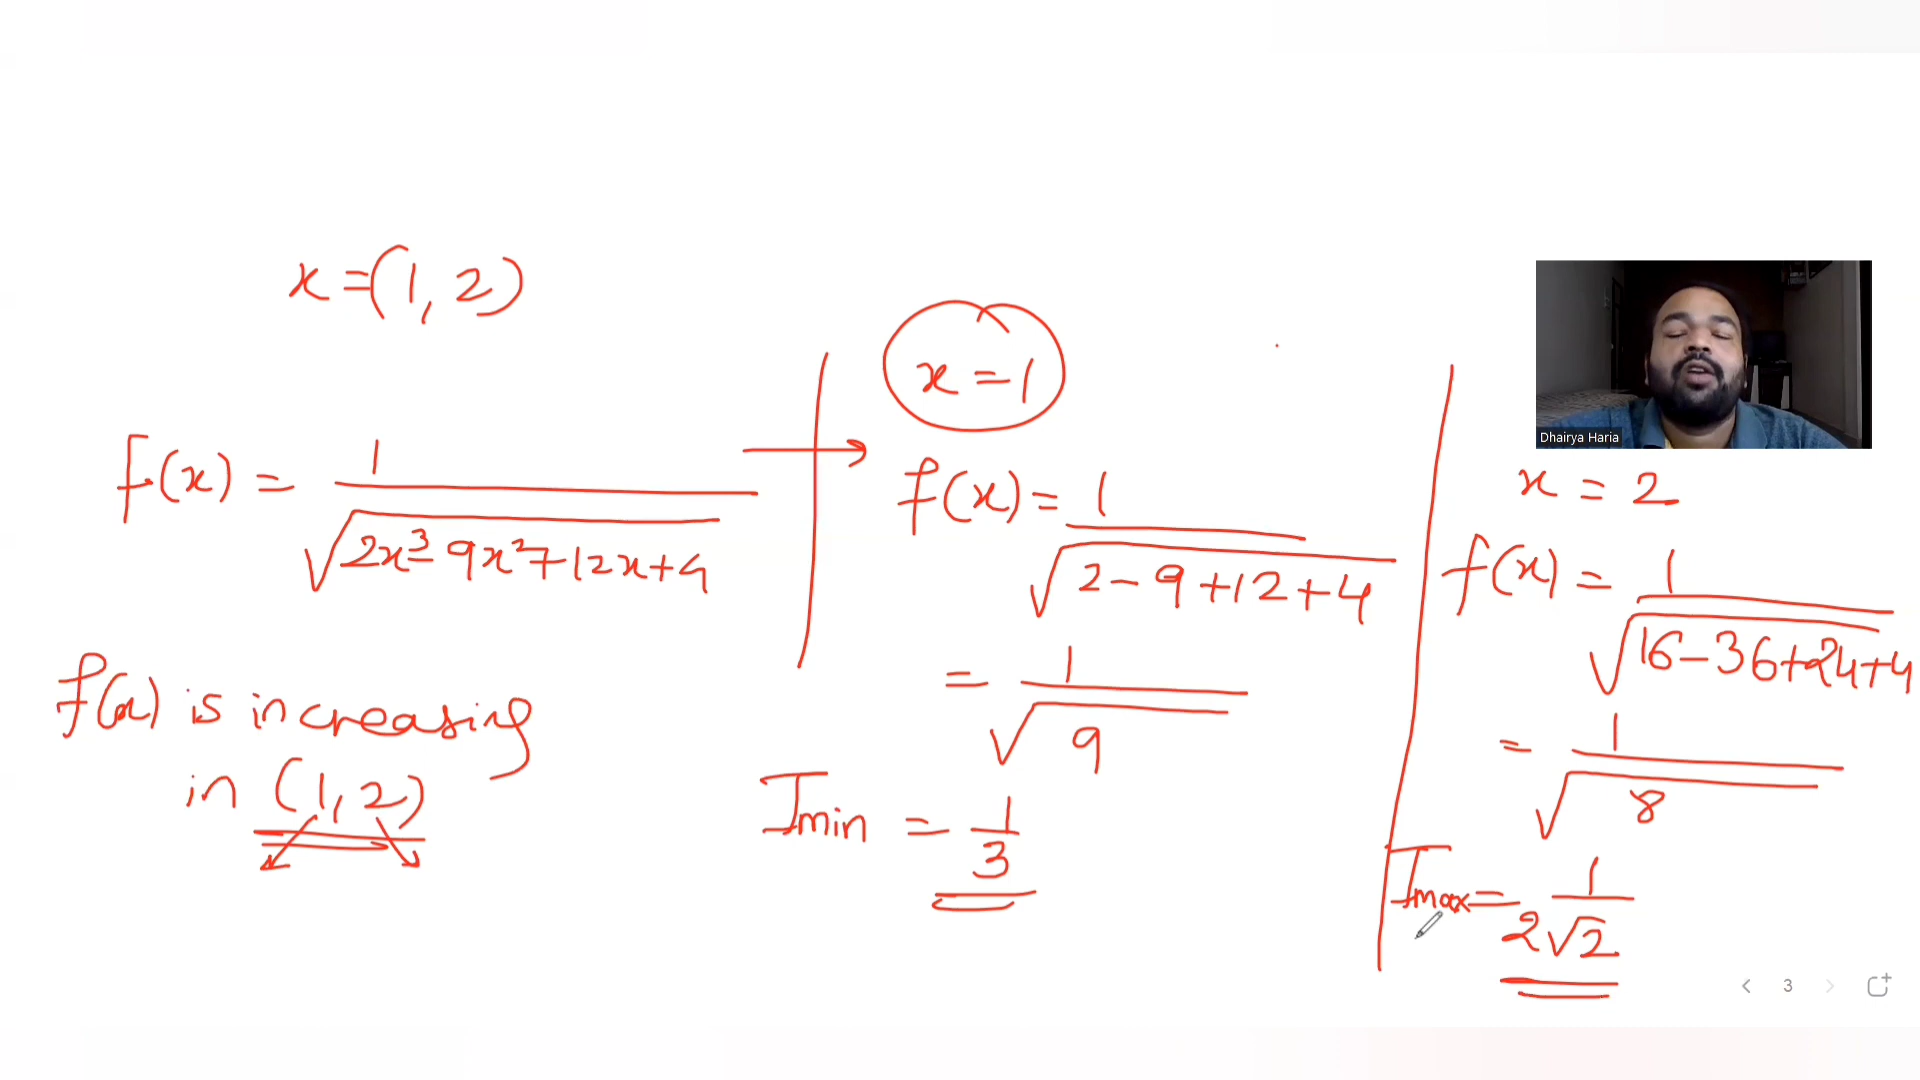 x = (1, 2)
f(x) = 1
√2x³ - 9x² + 12x + 4
f(x) is increasing
in (1, 2)
x = 1
f(x) = 1
√2 - 9 + 12 + 4
= 1
√9
Imin = 1
3
Dhairya Haria
x = 2
f(x) = 1
√16 - 36 + 24 + 4
= 1
√8
Imax = 1
2√2
< 3 >